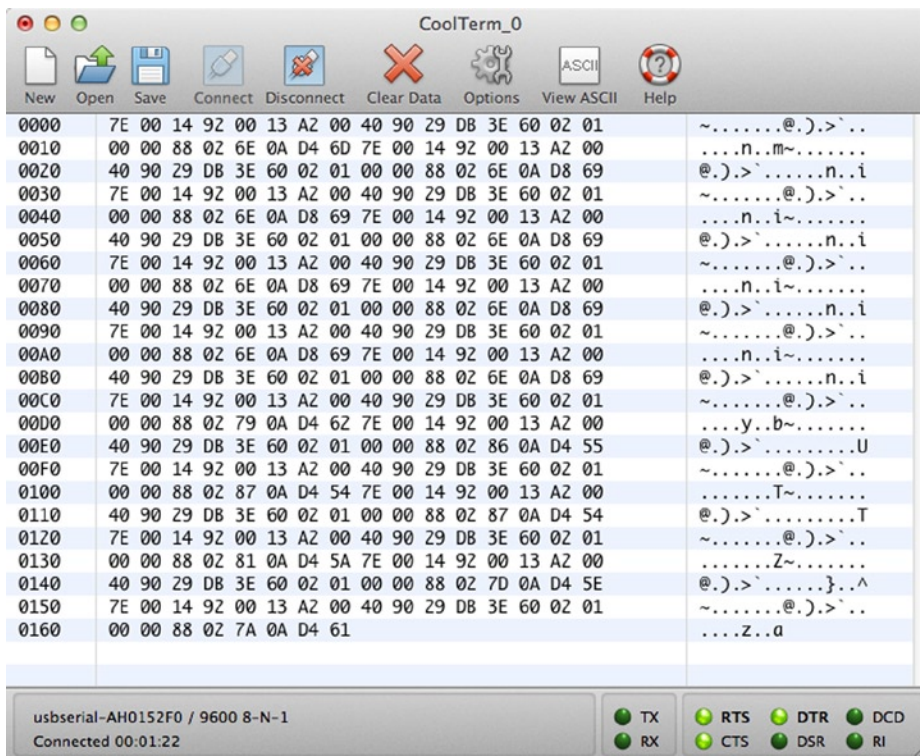 CoolTerm_0
New Open Save Connect Disconnect Clear Data Options View ASCII Help
ASCII
0000 7E 00 14 92 00 13 A2 00 40 90 29 DB 3E 60 02 01 ~.......@.).>`..
0010 00 00 88 02 6E 0A D4 6D 7E 00 14 92 00 13 A2 00 ....n..m~.......
0020 40 90 29 DB 3E 60 02 01 00 00 88 02 6E 0A D8 69 @.).>`......n..i
0030 7E 00 14 92 00 13 A2 00 40 90 29 DB 3E 60 02 01 ~.......@.).>`..
0040 00 00 88 02 6E 0A D8 69 7E 00 14 92 00 13 A2 00 ....n..i~.......
0050 40 90 29 DB 3E 60 02 01 00 00 88 02 6E 0A D8 69 @.).>`......n..i
0060 7E 00 14 92 00 13 A2 00 40 90 29 DB 3E 60 02 01 ~.......@.).>`..
0070 00 00 88 02 6E 0A D8 69 7E 00 14 92 00 13 A2 00 ....n..i~.......
0080 40 90 29 DB 3E 60 02 01 00 00 88 02 6E 0A D8 69 @.).>`......n..i
0090 7E 00 14 92 00 13 A2 00 40 90 29 DB 3E 60 02 01 ~.......@.).>`..
00A0 00 00 88 02 6E 0A D8 69 7E 00 14 92 00 13 A2 00 ....n..i~.......
00B0 40 90 29 DB 3E 60 02 01 00 00 88 02 6E 0A D8 69 @.).>`......n..i
00C0 7E 00 14 92 00 13 A2 00 40 90 29 DB 3E 60 02 01 ~.......@.).>`..
00D0 00 00 88 02 79 0A D4 62 7E 00 14 92 00 13 A2 00 ....y..b~.......
00E0 40 90 29 DB 3E 60 02 01 00 00 88 02 86 0A D4 55 @.).>`.........U
00F0 7E 00 14 92 00 13 A2 00 40 90 29 DB 3E 60 02 01 ~.......@.).>`..
0100 00 00 88 02 87 0A D4 54 7E 00 14 92 00 13 A2 00 .......T~.......
0110 40 90 29 DB 3E 60 02 01 00 00 88 02 87 0A D4 54 @.).>`.........T
0120 7E 00 14 92 00 13 A2 00 40 90 29 DB 3E 60 02 01 ~.......@.).>`..
0130 00 00 88 02 81 0A D4 5A 7E 00 14 92 00 13 A2 00 .......Z~.......
0140 40 90 29 DB 3E 60 02 01 00 00 88 02 7D 0A D4 5E @.).>`......}..^
0150 7E 00 14 92 00 13 A2 00 40 90 29 DB 3E 60 02 01 ~.......@.).>`..
0160 00 00 88 02 7A 0A D4 61 ....z..a
usbserial-AH0152F0 / 9600 8-N-1
Connected 00:01:22
TX RTS DTR DCD
RX CTS DSR RI